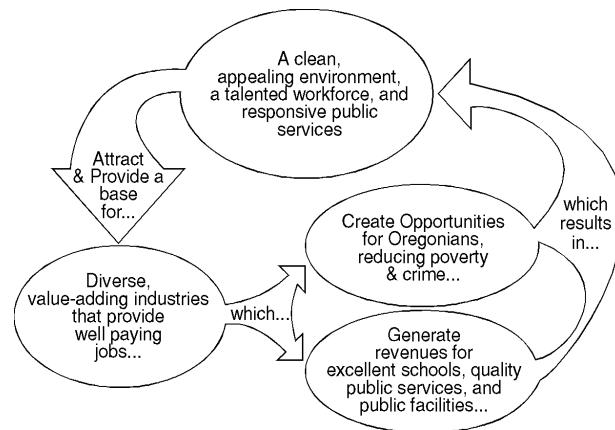 A clean,
appealing environment,
a talented workforce, and
responsive public
services
Attract
& Provide a
base
for...
Diverse,
value-adding industries
that provide
well paying
jobs...
which...
Create Opportunities
for Oregonians,
reducing poverty
& crime...
Generate
revenues for
excellent schools, quality
public services, and
public facilities...
which
results
in...